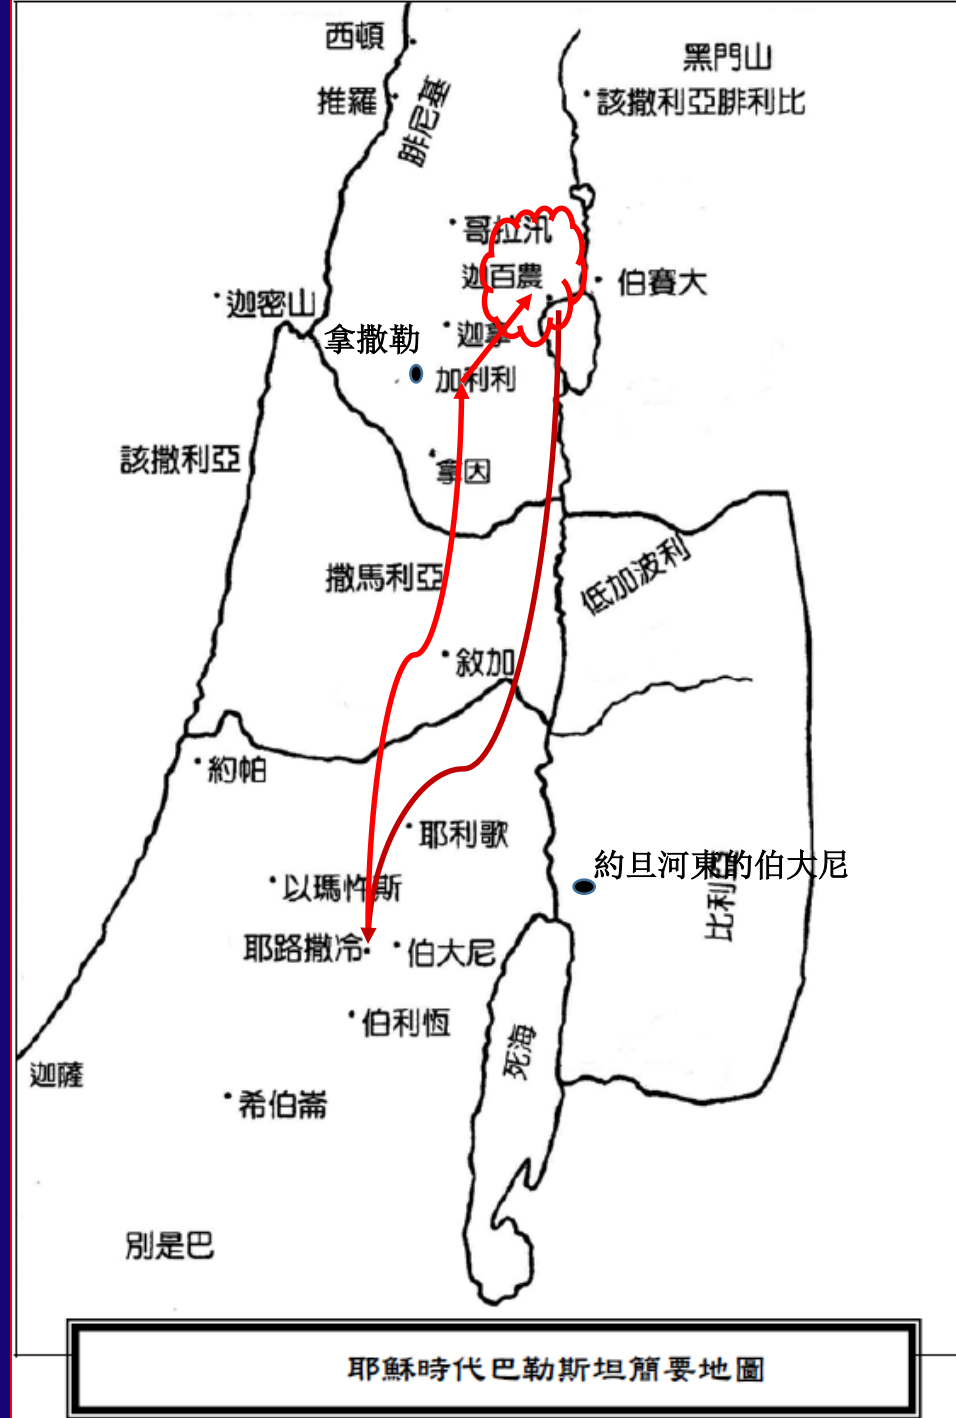 西頓
黑門山
推羅
腓尼基
該撒利亞腓利比
哥拉汛
迦百農
伯賽大
迦密山
迦拿
拿撒勒
加利利
該撒利亞
拿因
撒馬利亞
低加波利
敘加
約帕
耶利歌
約旦河東的伯大尼
以瑪忤斯
比利亞
耶路撒冷
伯大尼
伯利恆
死海
迦薩
希伯崙
別是巴
耶穌時代巴勒斯坦簡要地圖